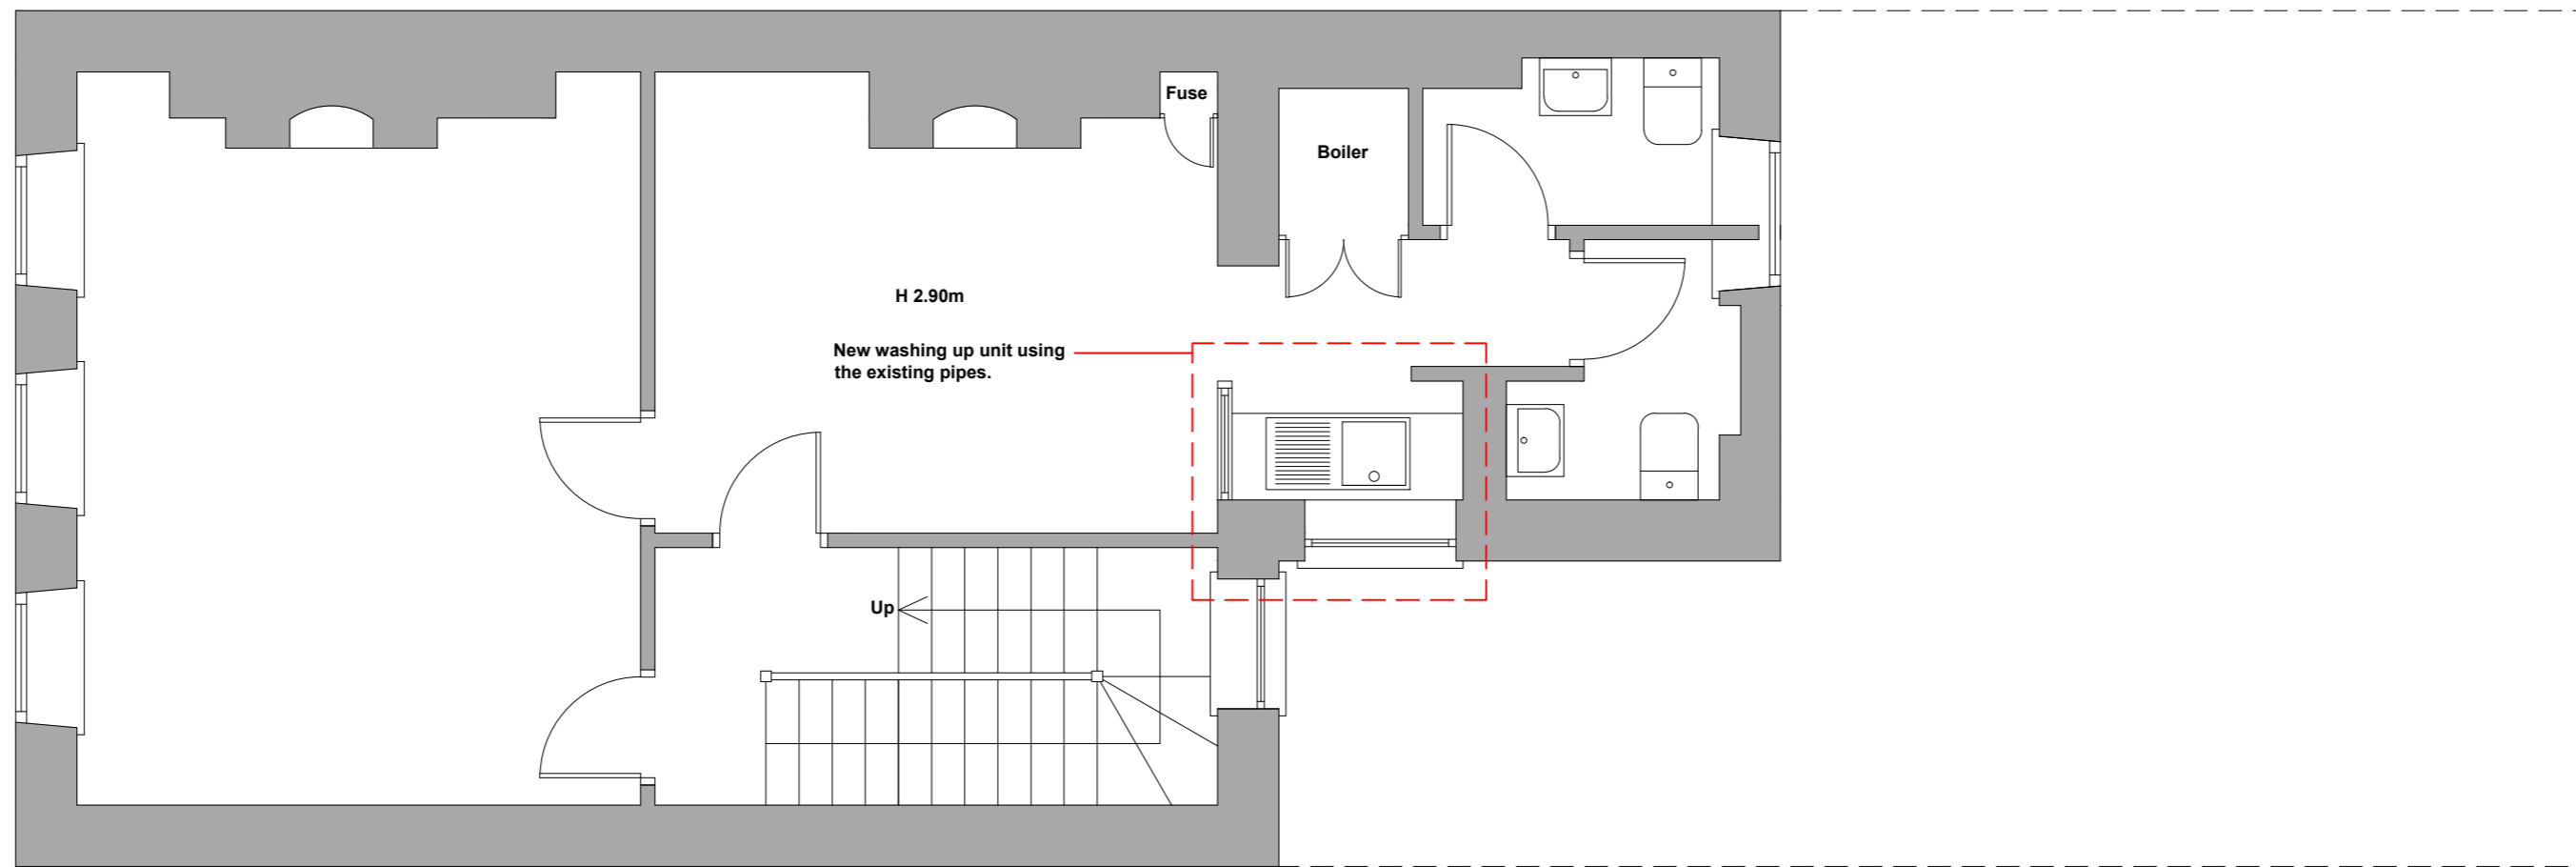 Fuse
Boiler
H 2.90m
New washing up unit using
the existing pipes.
Up